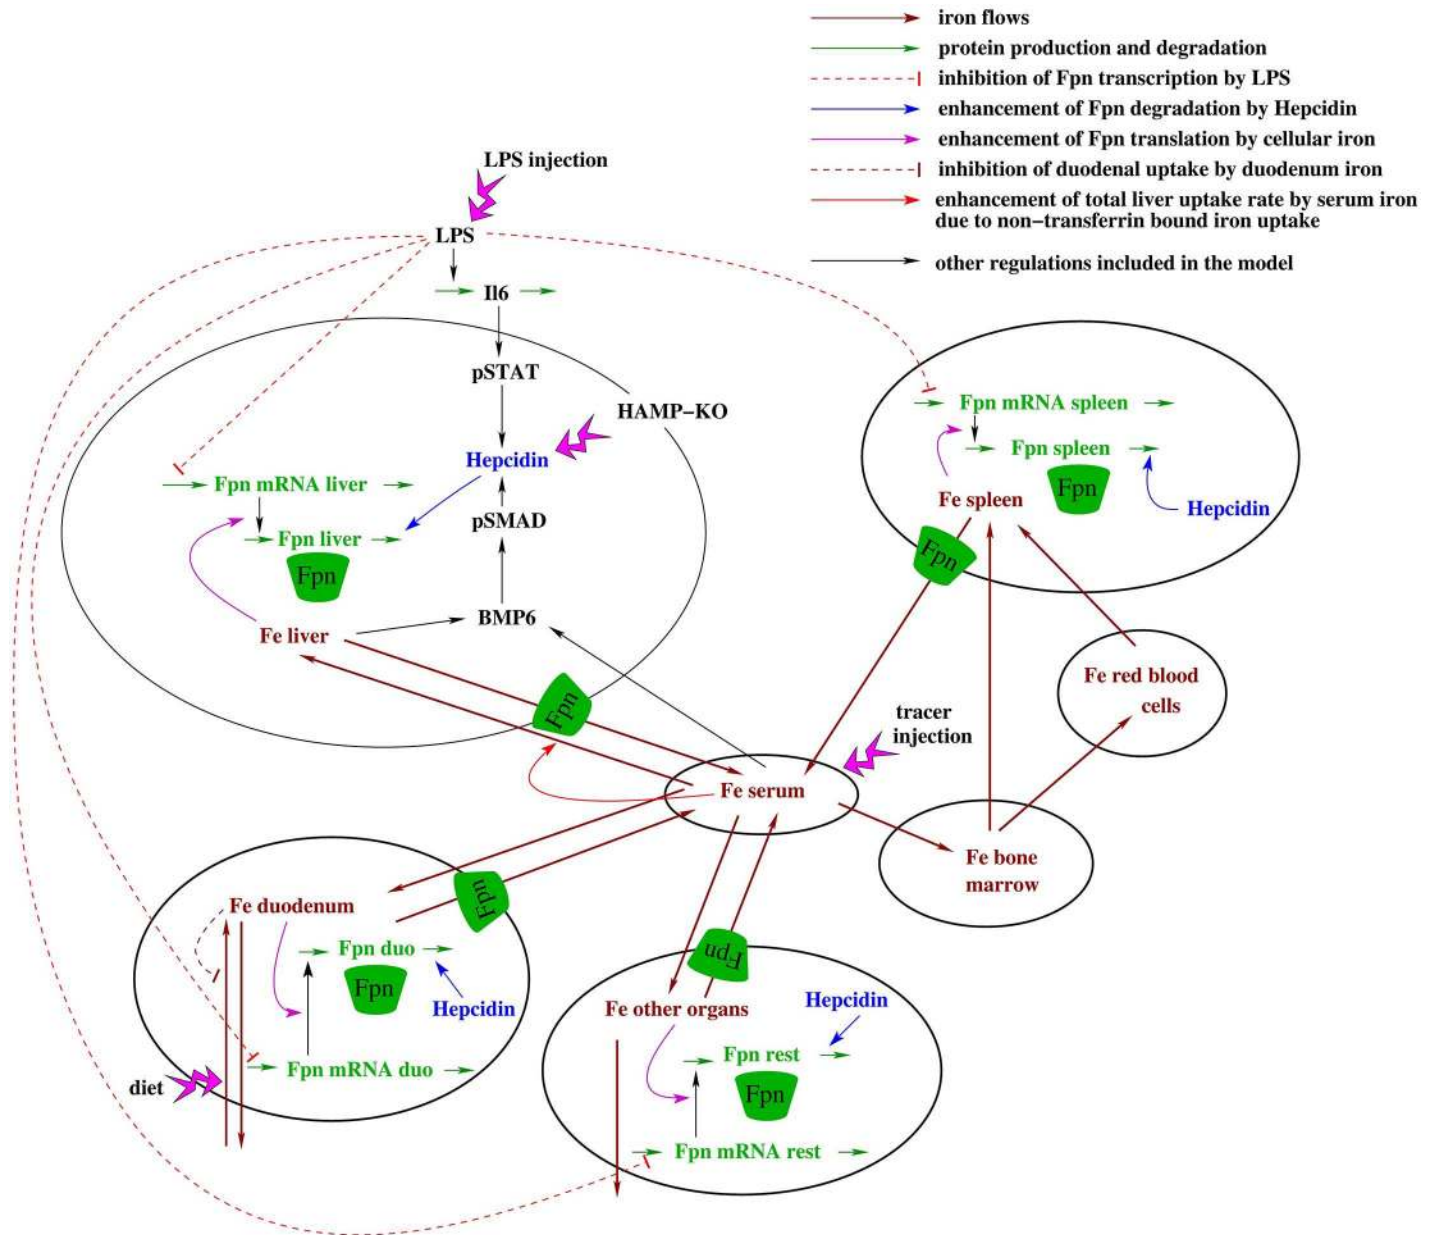 iron flows
protein production and degradation
inhibition of Fpn transcription by LPS
enhancement of Fpn degradation by Hepcidin
enhancement of Fpn translation by cellular iron
inhibition of duodenal uptake by duodenum iron
enhancement of total liver uptake rate by serum iron
due to non−transferrin bound iron uptake
other regulations included in the model
LPS injection
LPS
Il6
pSTAT
HAMP−KO
Hepcidin
Fpn mRNA liver
pSMAD
Fpn liver
Fpn
BMP6
Fe liver
Fpn
Fpn mRNA spleen
Fpn spleen
Fpn
Fe spleen
Hepcidin
Fpn
Fe red blood
cells
tracer
injection
Fe serum
Fe bone
marrow
Fpn
Fe duodenum
Fpn duo
Fpn
Hepcidin
Fpn mRNA duo
diet
Fpn
Fe other organs
Hepcidin
Fpn rest
Fpn
Fpn mRNA rest